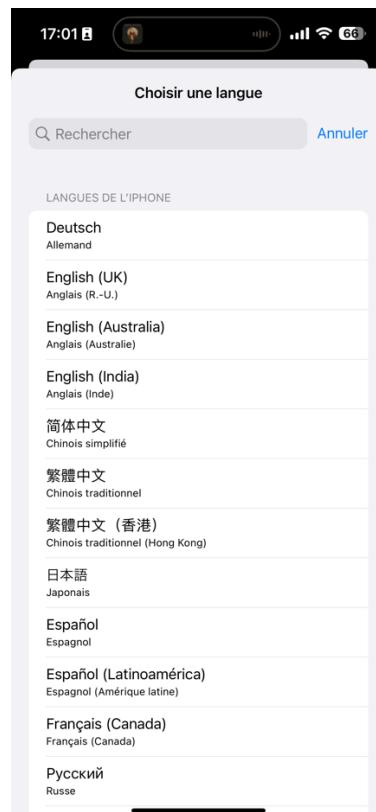 17:01
66
Choisir une langue
Rechercher
Annuler
LANGUES DE L'IPHONE
Deutsch
Allemand
English (UK)
Anglais (R.-U.)
English (Australia)
Anglais (Australie)
English (India)
Anglais (Inde)
简体中文
Chinois simplifié
繁體中文
Chinois traditionnel
繁體中文（香港）
Chinois traditionnel (Hong Kong)
日本語
Japonais
Español
Espagnol
Español (Latinoamérica)
Espagnol (Amérique latine)
Français (Canada)
Français (Canada)
Русский
Russe